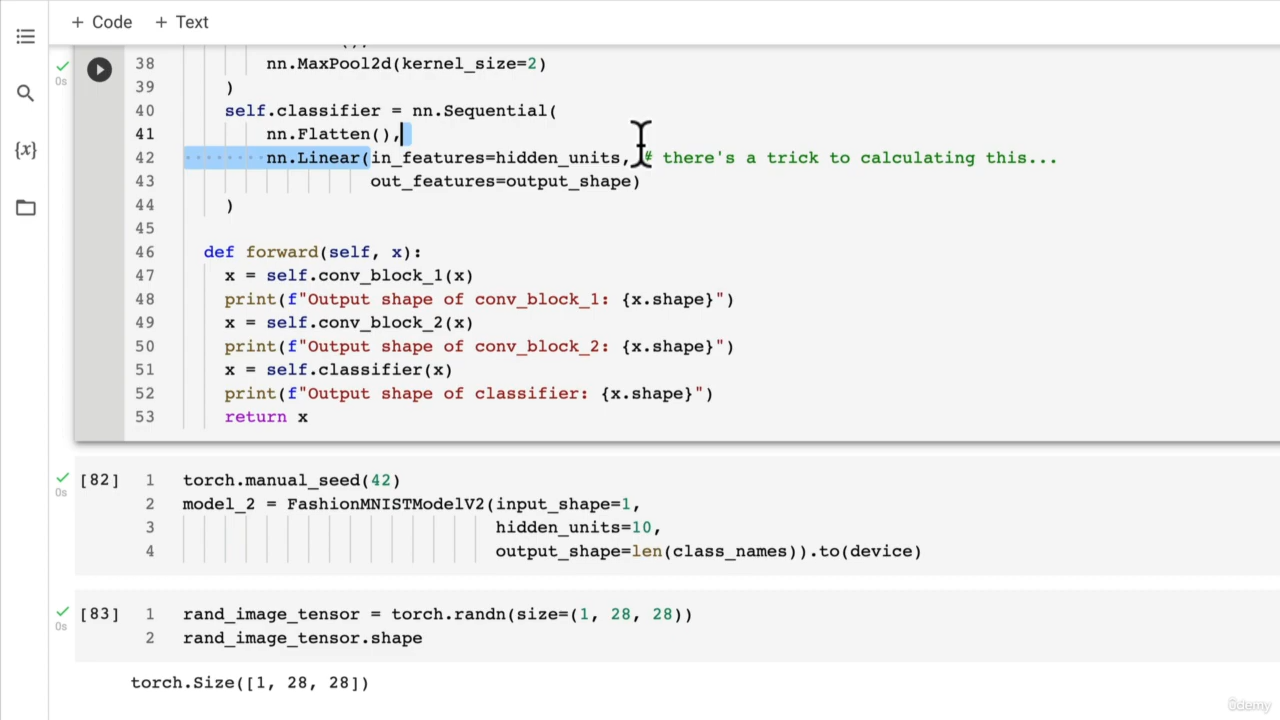 + Code + Text
38 nn.MaxPool2d(kernel_size=2)
39 )
40 self.classifier = nn.Sequential(
41 nn.Flatten(),
42 nn.Linear(in_features=hidden_units, # there's a trick to calculating this...
43 out_features=output_shape)
44 )
45
46 def forward(self, x):
47 x = self.conv_block_1(x)
48 print(f"Output shape of conv_block_1: {x.shape}")
49 x = self.conv_block_2(x)
50 print(f"Output shape of conv_block_2: {x.shape}")
51 x = self.classifier(x)
52 print(f"Output shape of classifier: {x.shape}")
53 return x
0s
{x}
[82] 1 torch.manual_seed(42)
0s 2 model_2 = FashionMNISTModelV2(input_shape=1,
3 hidden_units=10,
4 output_shape=len(class_names)).to(device)
[83] 1 rand_image_tensor = torch.randn(size=(1, 28, 28))
0s 2 rand_image_tensor.shape
torch.Size([1, 28, 28])
ûdemy